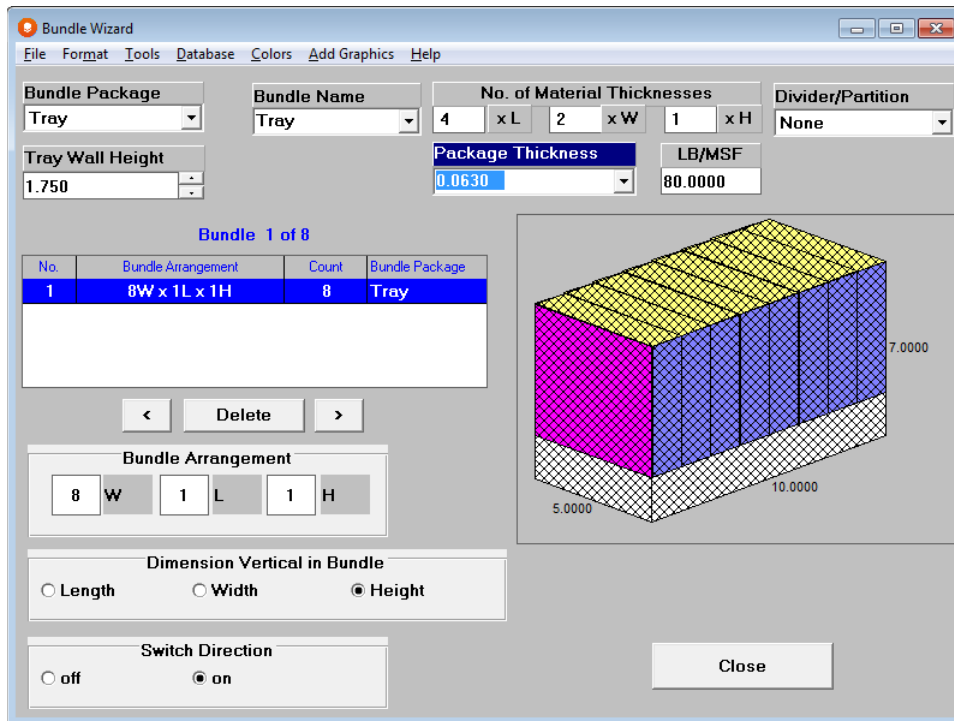 Bundle Wizard
File Format Tools Database Colors Add Graphics Help
Bundle Package
Tray
Bundle Name
Tray
No. of Material Thicknesses
4 x L 2 x W 1 x H
Divider/Partition
None
Tray Wall Height
1.750
Package Thickness
0.0630
LB/MSF
80.0000
Bundle 1 of 8
No. Bundle Arrangement Count Bundle Package
1 8W x 1L x 1H 8 Tray
7.0000
10.0000
5.0000
< Delete >
Bundle Arrangement
8 W 1 L 1 H
Dimension Vertical in Bundle
Length Width Height
Switch Direction
off on
Close